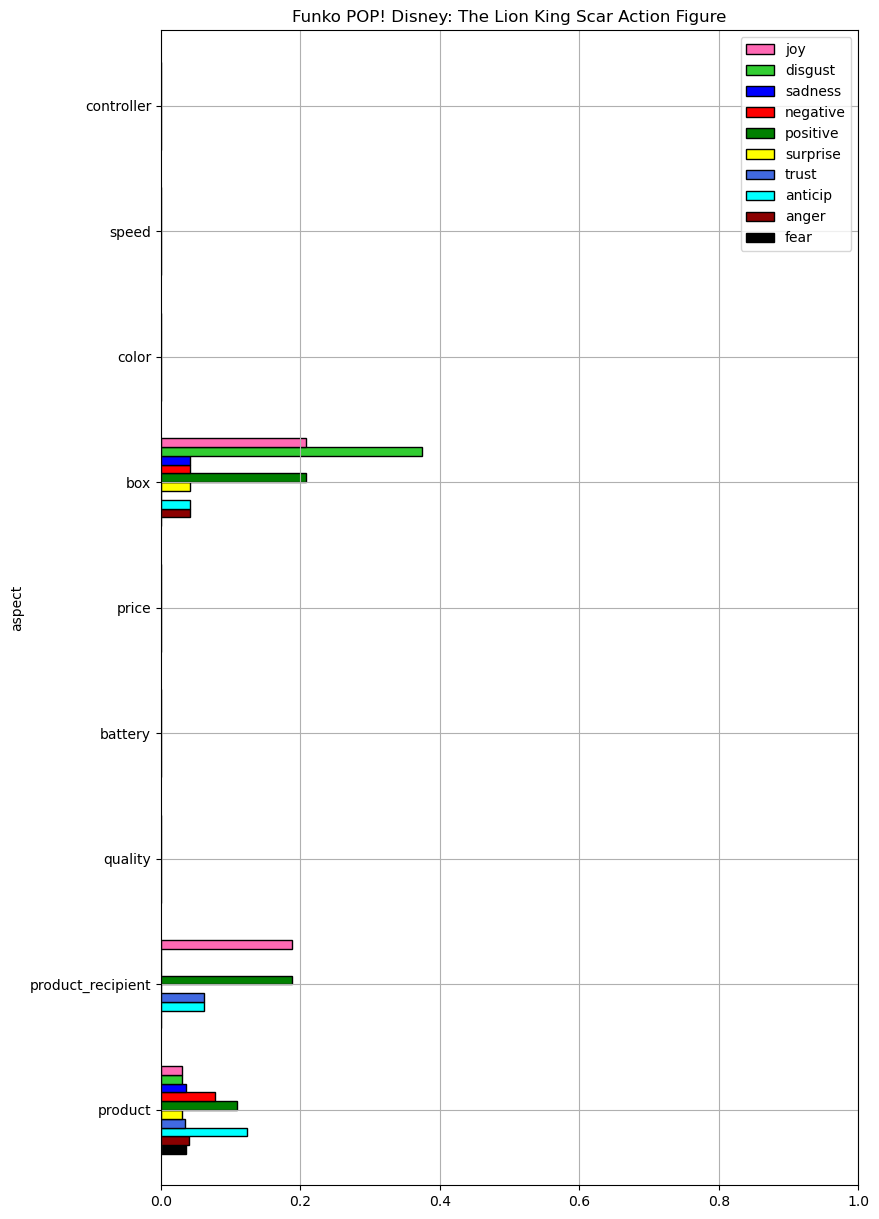 Funko POP! Disney: The Lion King Scar Action Figure
joy
disgust
sadness
negative
positive
surprise
trust
anticip
anger
fear
controller
speed
color
box
price
battery
quality
product_recipient
product
aspect
0.0 0.2 0.4 0.6 0.8 1.0